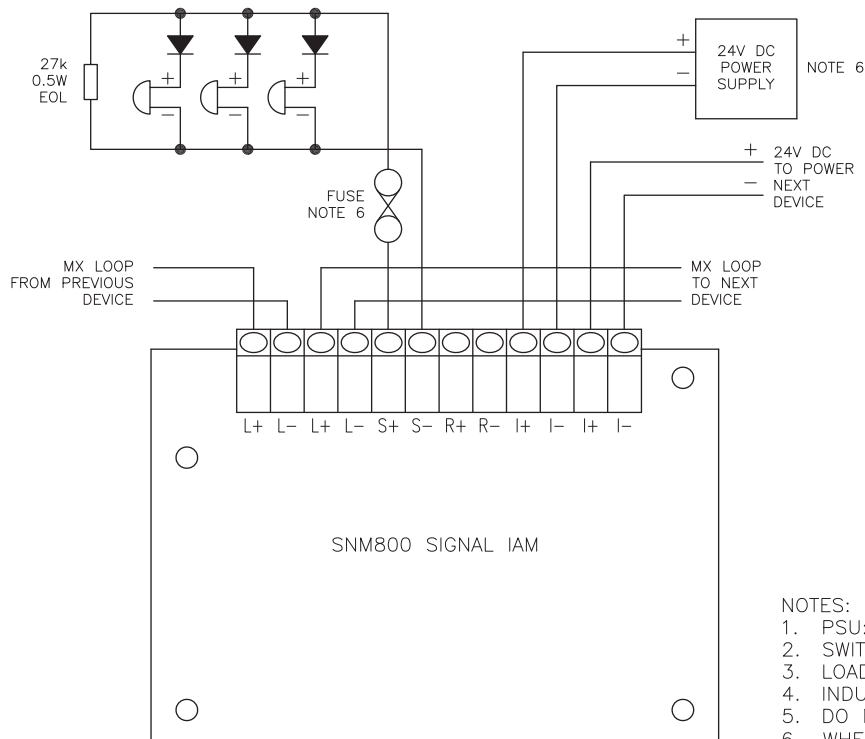 27k
0.5W
EOL
+ + +
− − −
+
−
24V DC
POWER
SUPPLY
NOTE 6
+ 24V DC
TO POWER
− NEXT
DEVICE
FUSE
NOTE 6
MX LOOP
FROM PREVIOUS
DEVICE
MX LOOP
TO NEXT
DEVICE
L+ L− L+ L− S+ S− R+ R− I+ I− I+ I−
SNM800 SIGNAL IAM
NOTES:
1. PSU:
2.
3. LOAD
4.
5. DO
6.